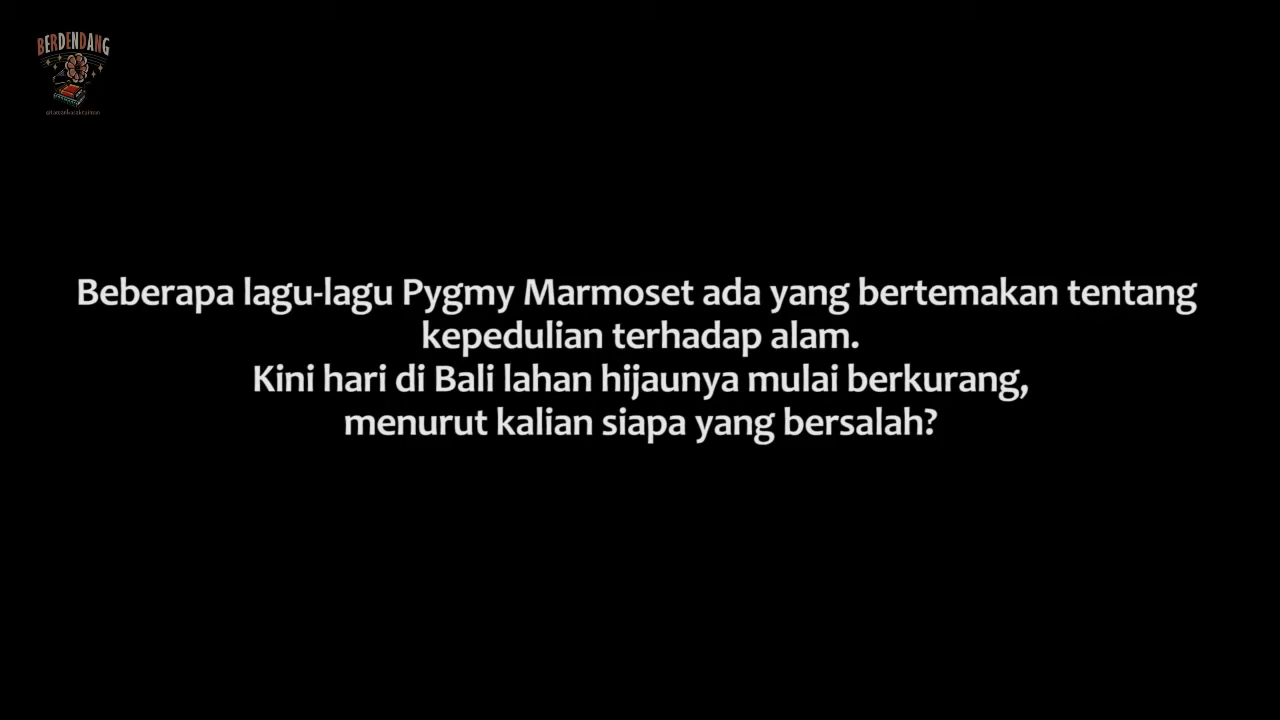 BERDENDANG
Beberapa lagu-lagu Pygmy Marmoset ada yang bertemakan tentang
kepedulian terhadap alam.
Kini hari di Bali lahan hijaunya mulai berkurang,
menurut kalian siapa yang bersalah?